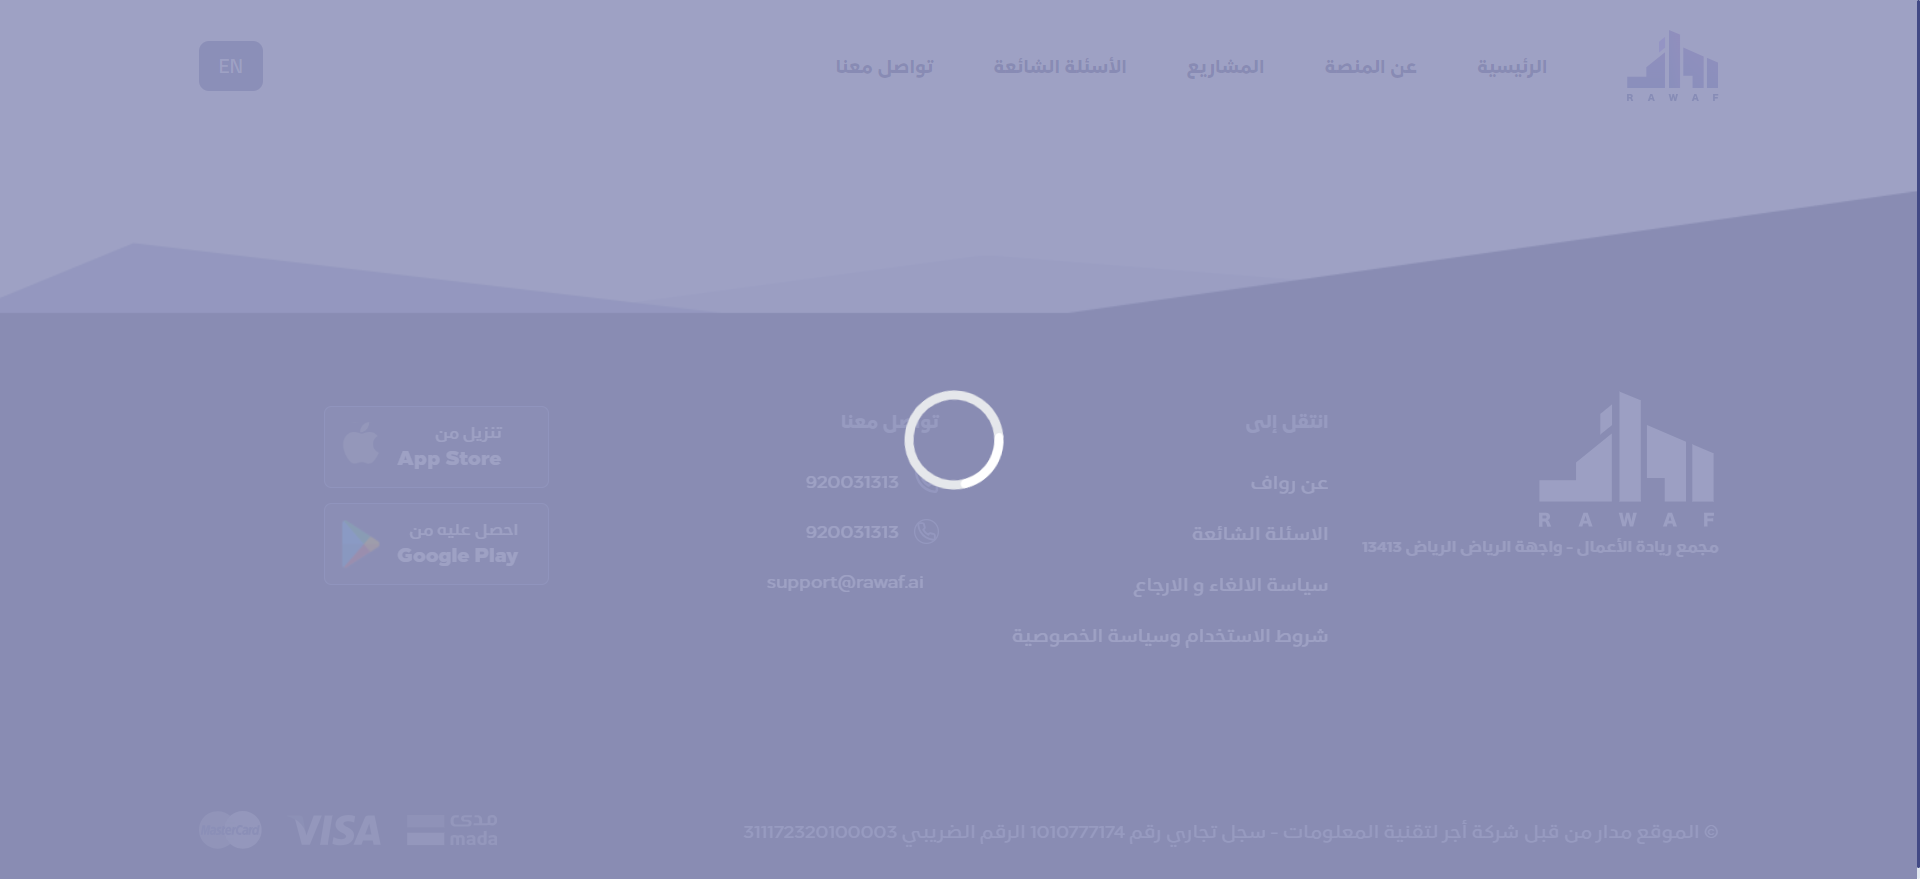 الرئيسية
عن المنصة
المشاريع
الأسئلة الشائعة
تواصل معنا
EN
RAWAF
RAWAF
مجمع ريادة الأعمال - واجهة الرياض الرياض 13413
انتقل إلى
عن رواف
الاسئلة الشائعة
سياسة الالغاء و الارجاع
شروط الاستخدام وسياسة الخصوصية
تواصل معنا
920031313
920031313
support@rawaf.ai
تنزيل من
App Store
احصل عليه من
Google Play
© الموقع مدار من قبل شركة أجر لتقنية المعلومات - سجل تجاري رقم 1010777174 الرقم الضريبي 311172320100003
مدى
mada
VISA
MasterCard